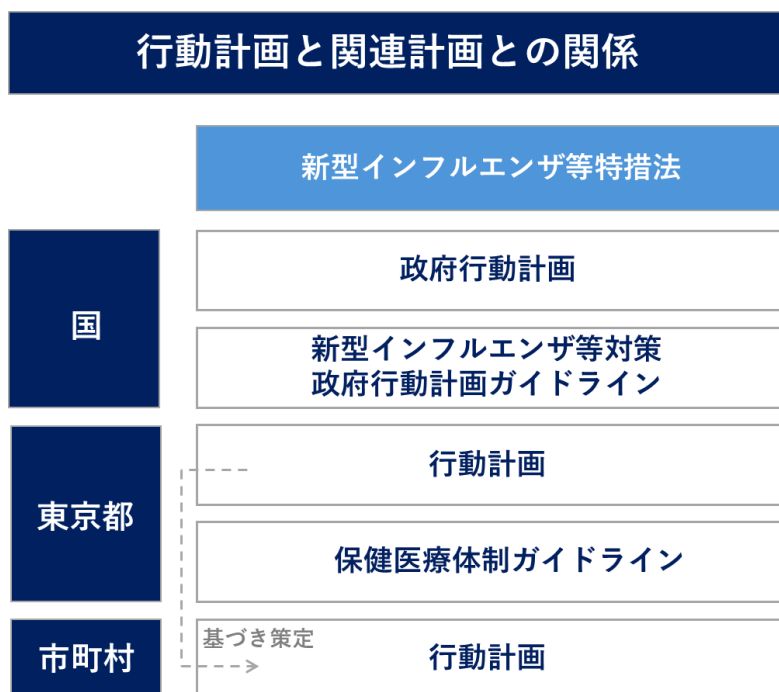 行動計画と関連計画との関係
新型インフルエンザ等特措法
国
政府行動計画
新型インフルエンザ等対策
政府行動計画ガイドライン
東京都
行動計画
保健医療体制ガイドライン
市町村
基づき策定
行動計画